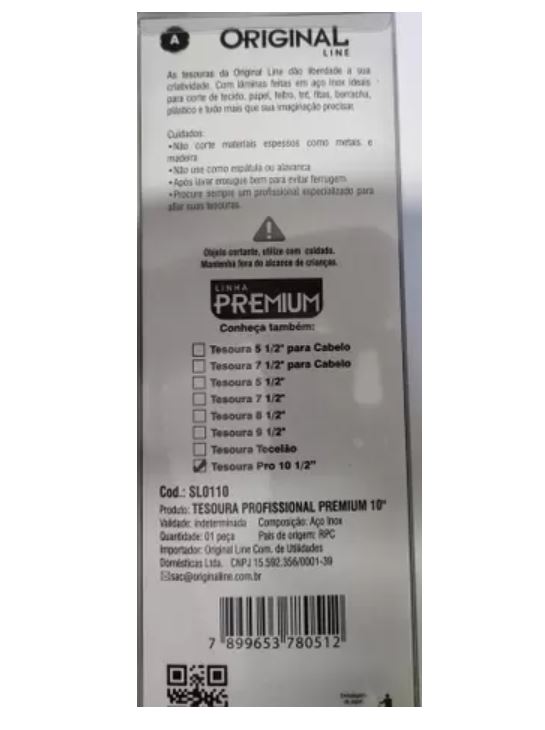 A
ORIGINAL
LINE
As tesouras da Original Line dão liberdade a sua
criatividade. Com lâminas feitas em aço inox ideais
para corte de tecido, papel, feltro, tnt, fitas, borracha,
plástico e tudo mais que sua imaginação precisar.
Cuidados:
•Não corte materiais espessos como metais e
madeira
•Não use como espátula ou alavanca
•Após lavar enxugue bem para evitar ferrugem.
•Procure sempre um profissional especializado para
afiar suas tesouras.
Objeto cortante, utilize com cuidado.
Mantenha fora do alcance de crianças.
LINHA
PREMIUM
Conheça também:
Tesoura 5 1/2" para Cabelo
Tesoura 7 1/2" para Cabelo
Tesoura 5 1/2"
Tesoura 7 1/2"
Tesoura 8 1/2"
Tesoura 9 1/2"
Tesoura Tecelão
Tesoura Pro 10 1/2"
Cod.: SL0110
Produto: TESOURA PROFISSIONAL PREMIUM 10"
Validade: indeterminada Composição: Aço Inox
Quantidade: 01 peça País de origem: RPC
Importador: Original Line Com. de Utilidades
Domésticas Ltda. CNPJ 15.592.356/0001-39
sac@originaline.com.br
7 899653 780512